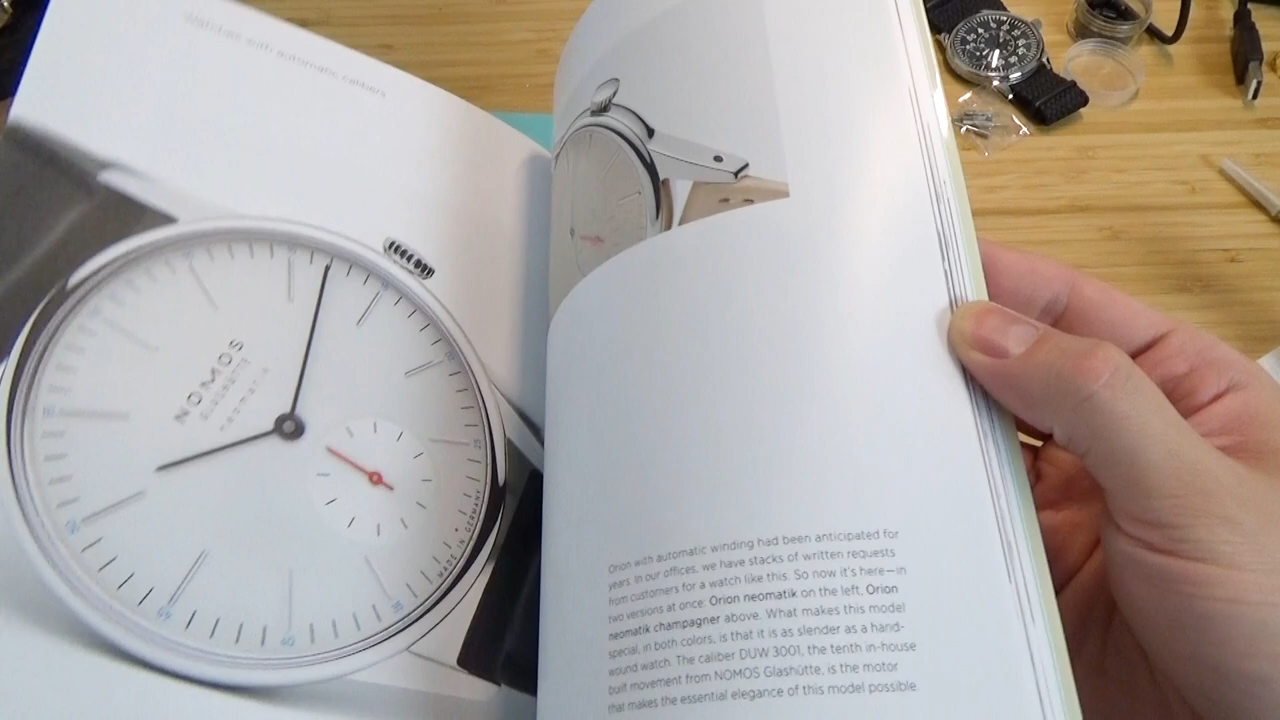 Watches with automatic calibers
NOMOS
GLASHÜTTE
neomatik
MADE IN GERMANY
Orion with automatic winding had been anticipated for
years. In our offices, we have stacks of written requests
from customers for a watch like this. So now it's here—in
two versions at once: Orion neomatik on the left, Orion
neomatik champagner above. What makes this model
special, in both colors, is that it is as slender as a hand-
wound watch. The caliber DUW 3001, the tenth in-house
built movement from NOMOS Glashütte, is the motor
that makes the essential elegance of this model possible.